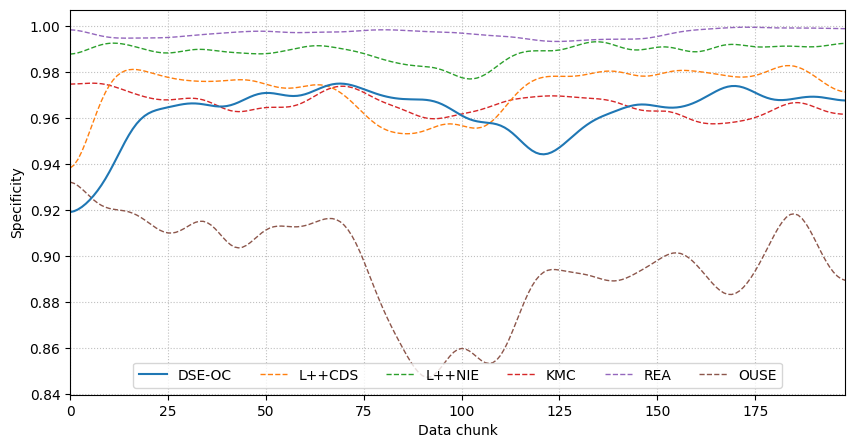 1.00
0.98
0.96
0.94
0.92
0.90
0.88
0.86
0.84
Specificity
DSE-OC L++CDS L++NIE KMC REA OUSE
0 25 50 75 100 125 150 175
Data chunk